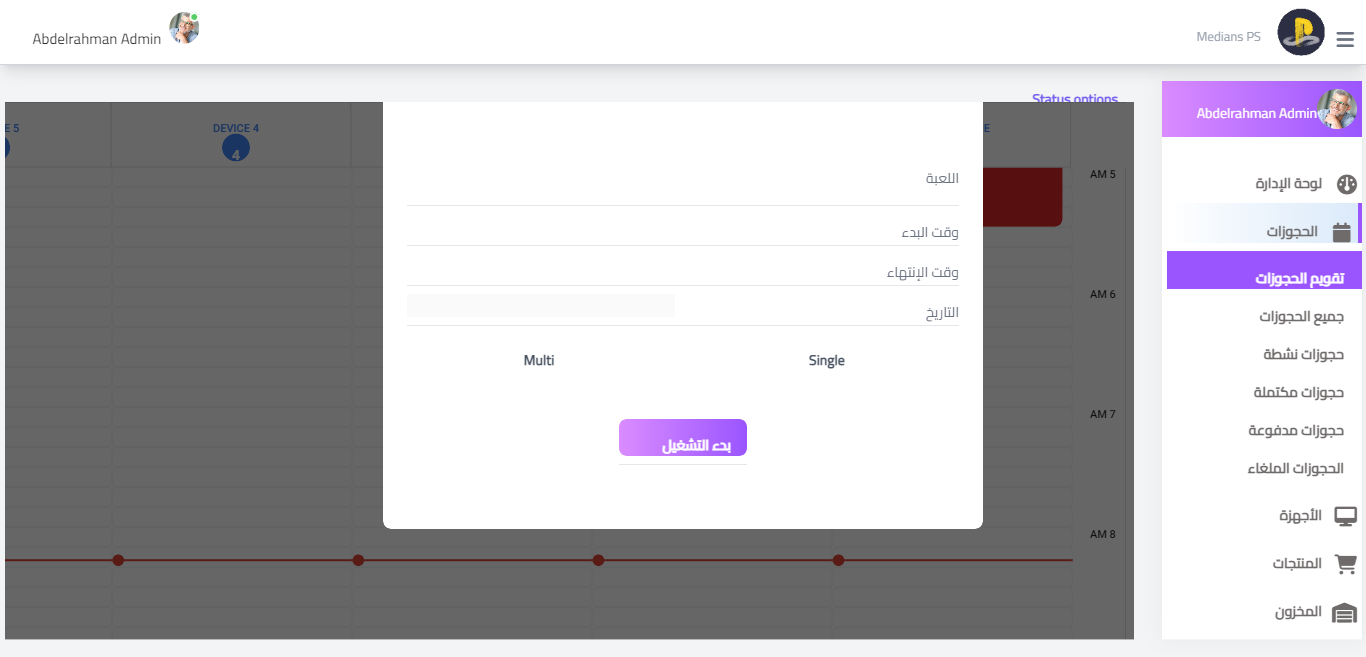 Abdelrahman Admin
Medians PS
Status options
Abdelrahman Admin
لوحة الإدارة
الحجوزات
تقويم الحجوزات
جميع الحجوزات
حجوزات نشطة
حجوزات مكتملة
حجوزات مدفوعة
الحجوزات الملغاء
الأجهزة
المنتجات
المخزون
E 5
DEVICE 4
4
E
AM 5
AM 6
AM 7
AM 8
اللعبة
وقت البدء
وقت الإنتهاء
التاريخ
Single
Multi
بدء التشغيل